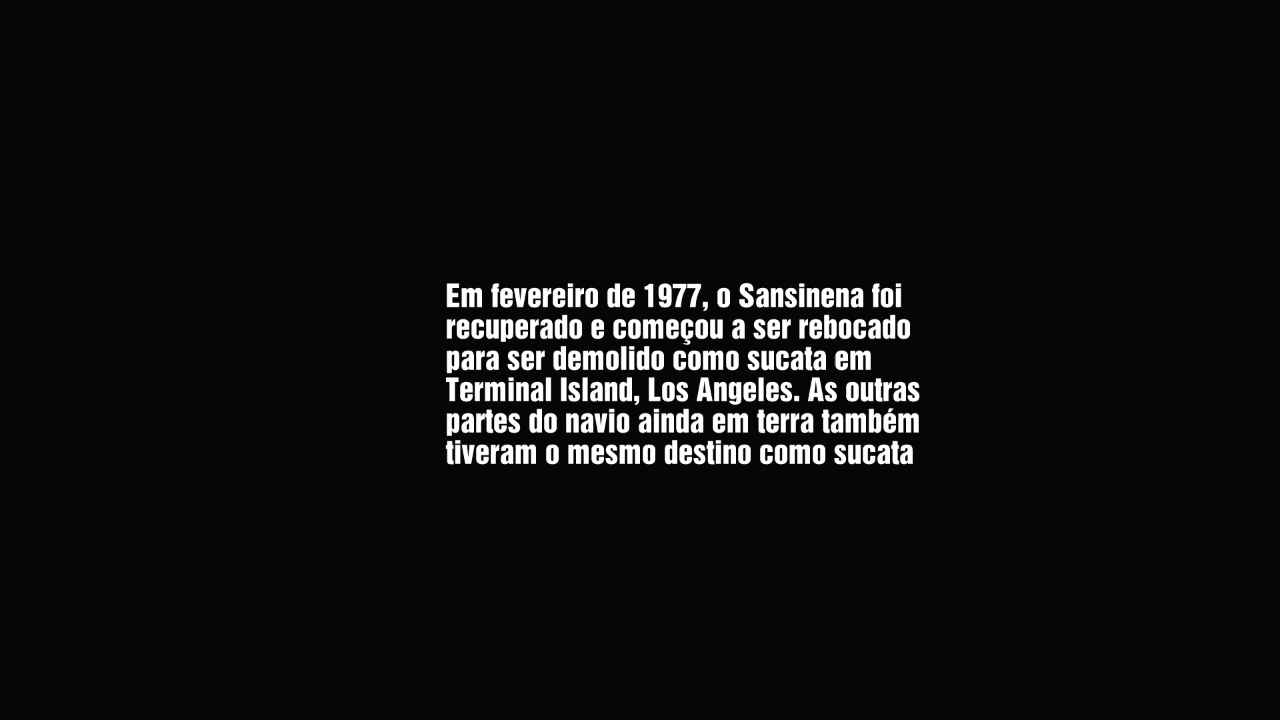 Em fevereiro de 1977, o Sansinena foi
recuperado e começou a ser rebocado
para ser demolido como sucata em
Terminal Island, Los Angeles. As outras
partes do navio ainda em terra também
tiveram o mesmo destino como sucata